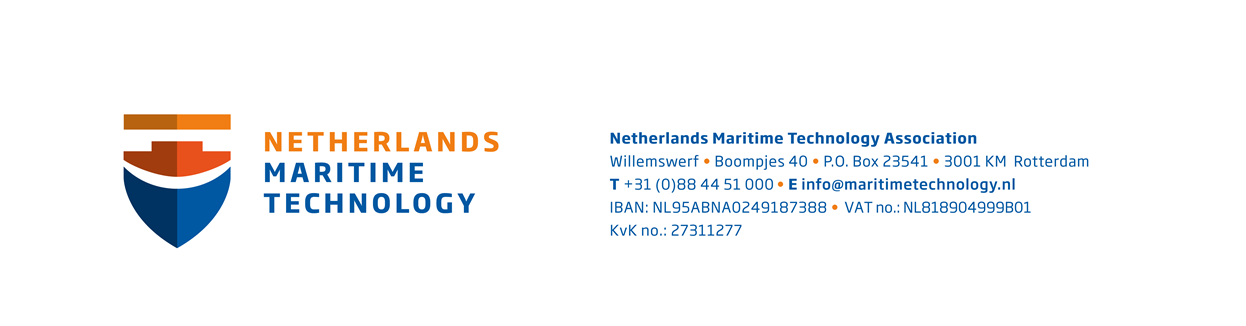 NETHERLANDS
MARITIME
TECHNOLOGY
Netherlands Maritime Technology Association
Willemswerf • Boompjes 40 • P.O. Box 23541 • 3001 KM Rotterdam
T +31 (0)88 44 51 000 • E info@maritimetechnology.nl
IBAN: NL95ABNA0249187388 • VAT no.: NL818904999B01
KvK no.: 27311277